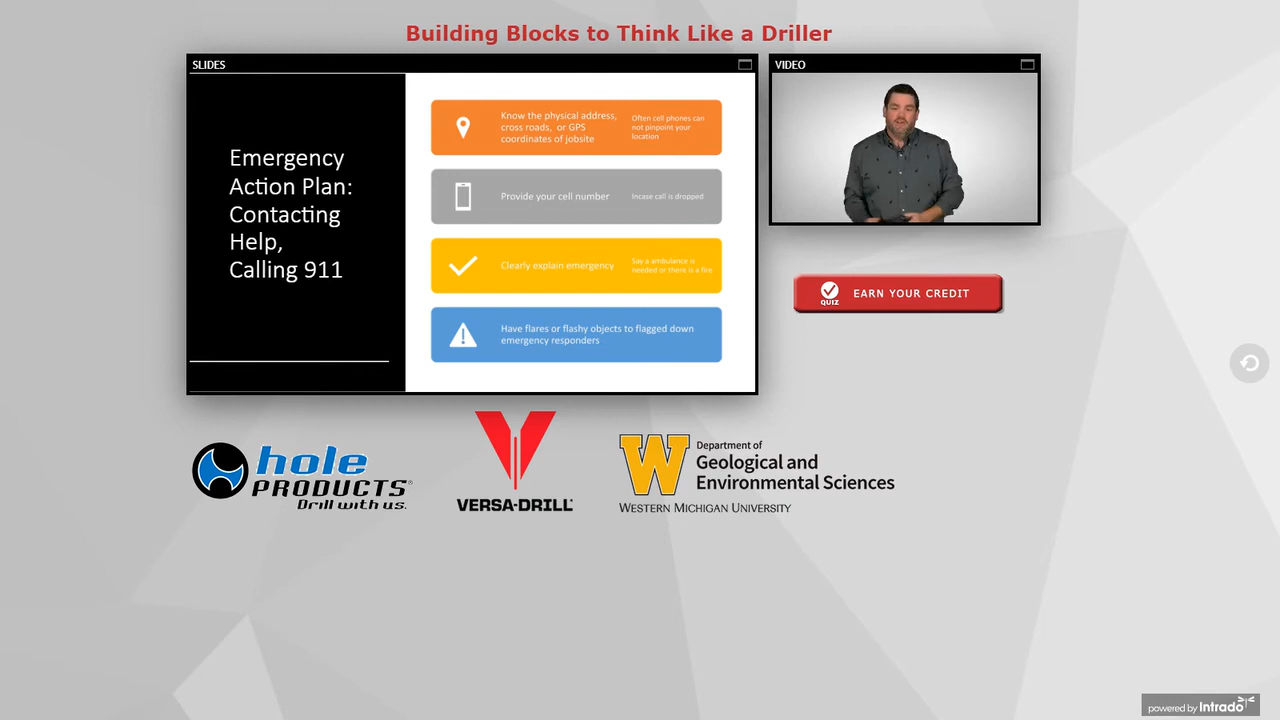 Building Blocks to Think Like a Driller
SLIDES
Emergency
Action Plan:
Contacting
Help,
Calling 911
Know the physical address,
cross roads, or GPS
coordinates of jobsite
Often cell phones can
not pinpoint your
location
Provide your cell number
Incase call is dropped
Clearly explain emergency
Say a ambulance is
needed or there is a fire
Have flares or flashy objects to flagged down
emergency responders
VIDEO
QUIZ
EARN YOUR CREDIT
hole
PRODUCTS®
Drill with us.
VERSA-DRILL
W
Department of
Geological and
Environmental Sciences
WESTERN MICHIGAN UNIVERSITY
powered by intrado